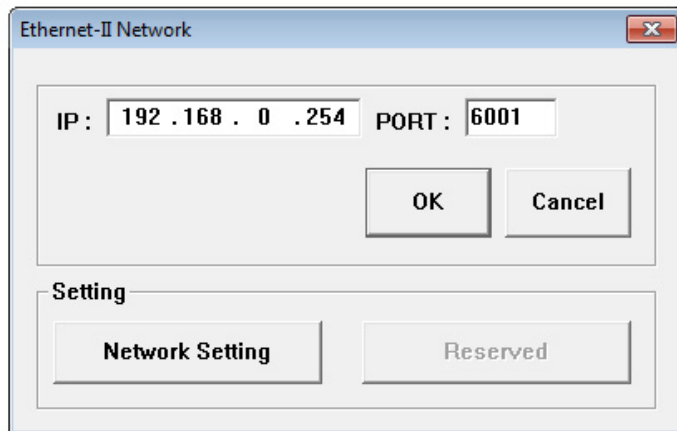 Ethernet-II Network
IP : 192 .168 . 0 .254 PORT : 6001
OK Cancel
Setting
Network Setting Reserved